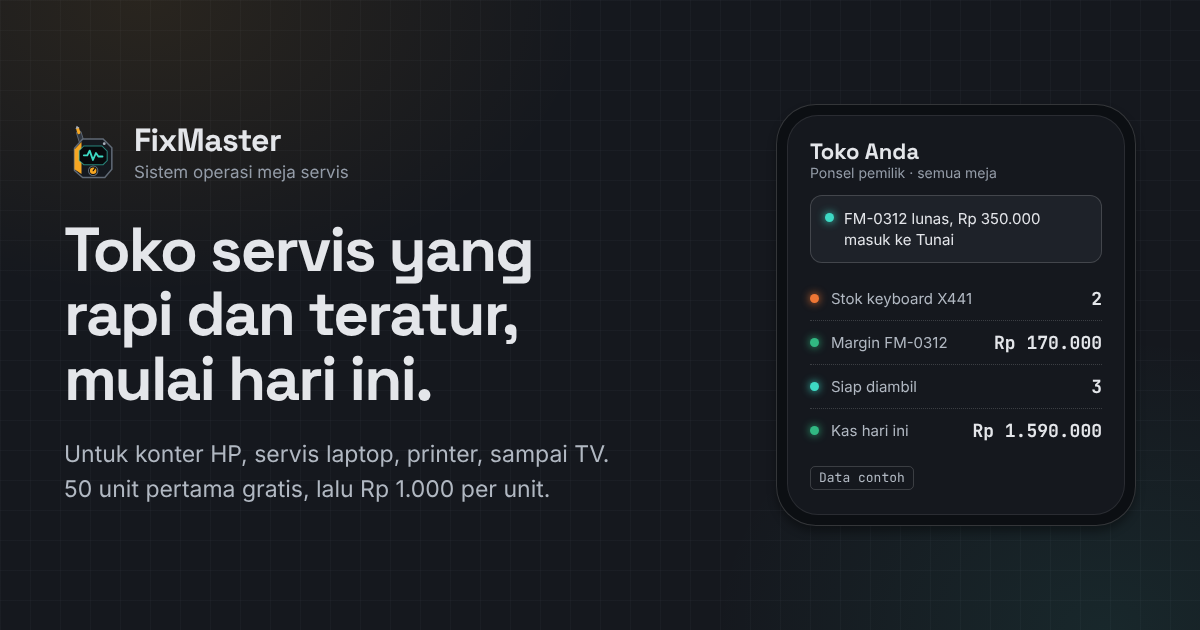 FixMaster
Sistem operasi meja servis
Toko servis yang
rapi dan teratur,
mulai hari ini.
Untuk konter HP, servis laptop, printer, sampai TV.
50 unit pertama gratis, lalu Rp 1.000 per unit.
Toko Anda
Ponsel pemilik · semua meja
FM-0312 lunas, Rp 350.000
masuk ke Tunai
Stok keyboard X441 2
Margin FM-0312 Rp 170.000
Siap diambil 3
Kas hari ini Rp 1.590.000
Data contoh